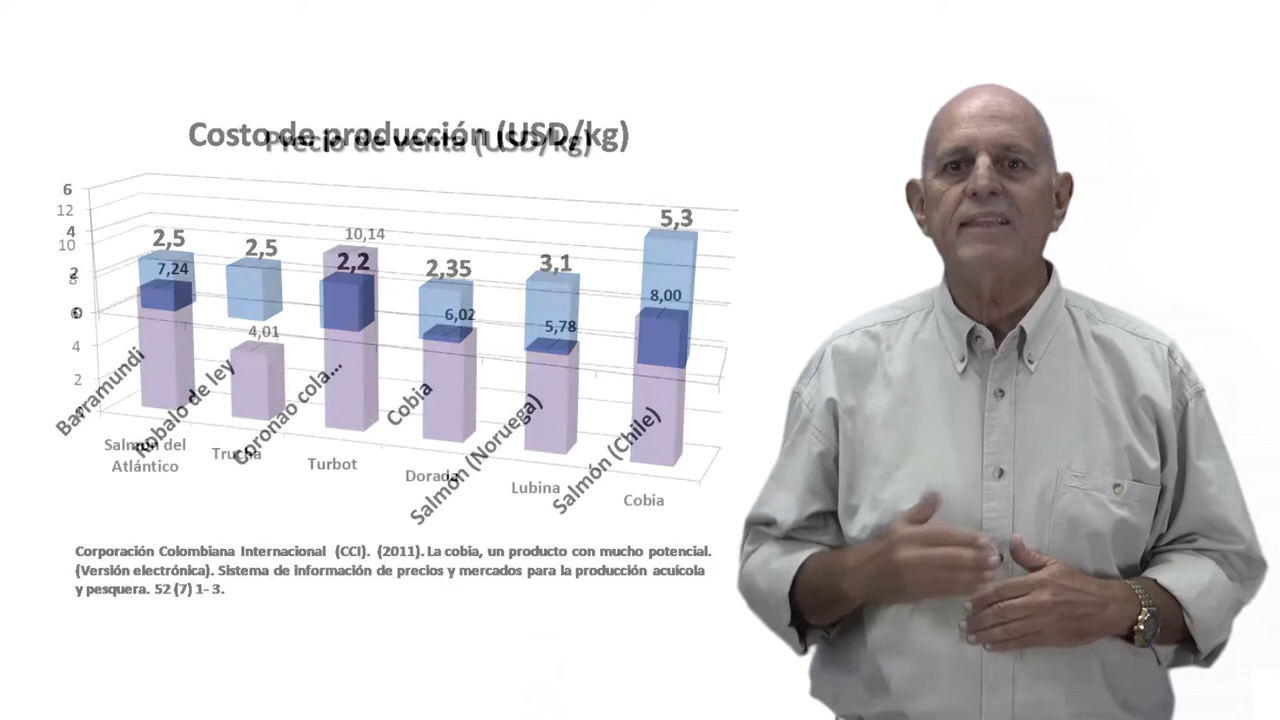 Costo de producción (USD/kg)
Precio de venta (USD/kg)
6
12
4
10
2
8
0
6
4
2
0
2,5
2,5
2,2
2,35
3,1
5,3
7,24
4,01
10,14
6,02
5,78
8,00
Barramundi
Róbalo de ley
Coronao cola...
Cobia
Salmón (Noruega)
Salmón (Chile)
Salmón del
Atlántico
Trucha
Turbot
Dorada
Lubina
Cobia
Corporación Colombiana Internacional (CCI). (2011). La cobia, un producto con mucho potencial.
(Versión electrónica). Sistema de información de precios y mercados para la producción acuícola
y pesquera. 52 (7) 1- 3.